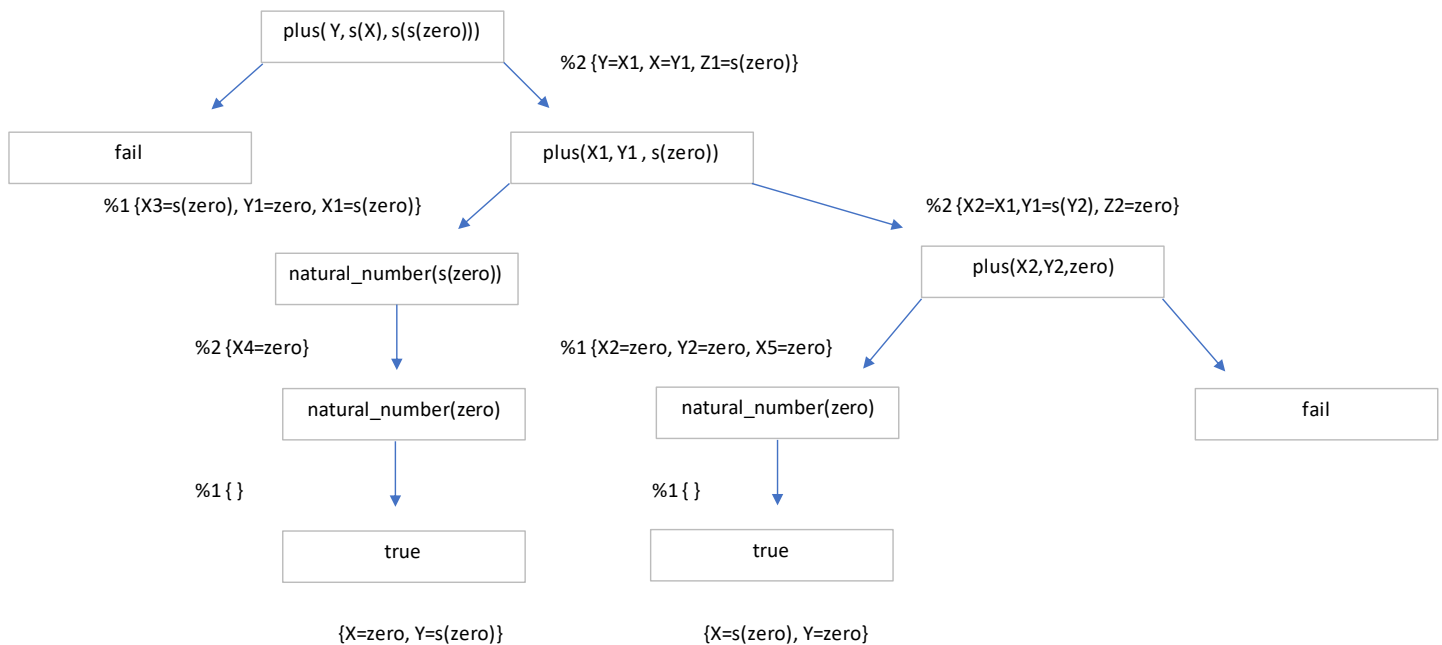 plus( Y, s(X), s(s(zero)))
%2 {Y=X1, X=Y1, Z1=s(zero)}
fail
plus(X1, Y1 , s(zero))
%1 {X3=s(zero), Y1=zero, X1=s(zero)}
%2 {X2=X1,Y1=s(Y2), Z2=zero}
natural_number(s(zero))
plus(X2,Y2,zero)
%2 {X4=zero}
%1 {X2=zero, Y2=zero, X5=zero}
natural_number(zero)
natural_number(zero)
fail
%1 { }
%1 { }
true
true
{X=zero, Y=s(zero)}
{X=s(zero), Y=zero}